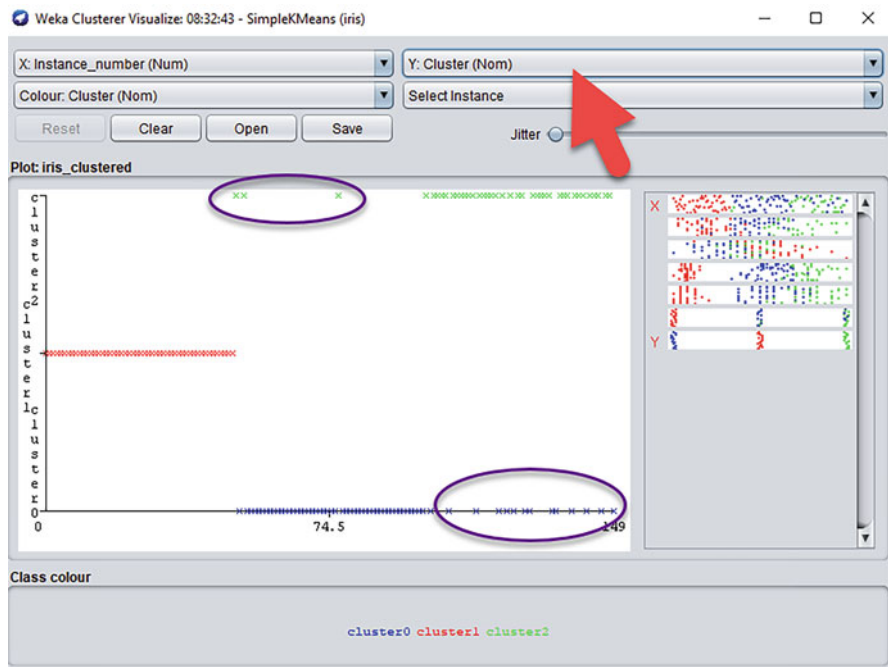 Weka Clusterer Visualize: 08:32:43 - SimpleKMeans (iris)
X: Instance_number (Num)
Y: Cluster (Nom)
Colour: Cluster (Nom)
Select Instance
Reset
Clear
Open
Save
Jitter
Plot: iris_clustered
cluster2
cluster1
cluster0
0
74.5
149
X
Y
Class colour
cluster0 cluster1 cluster2